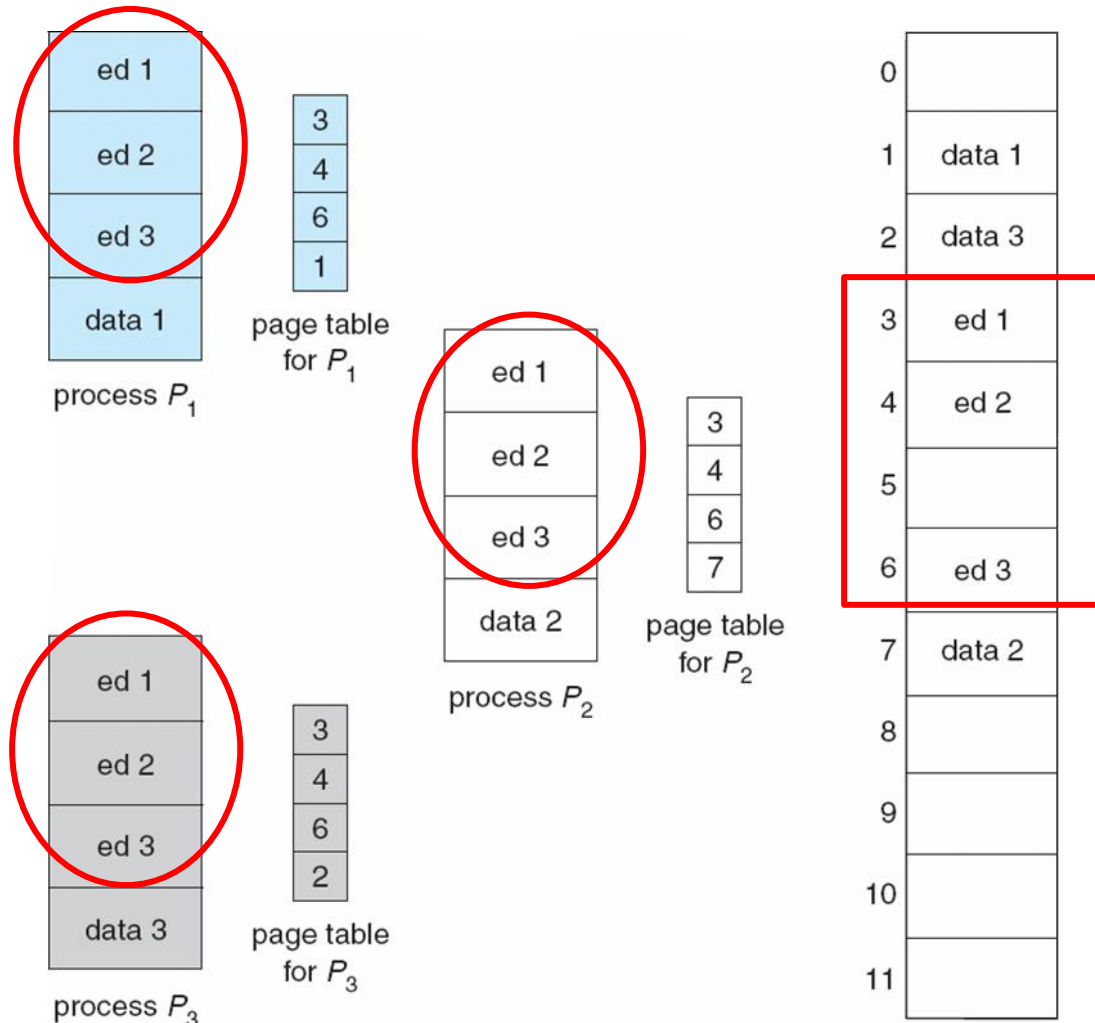 ed 1
ed 2
ed 3
data 1
process P1
3
4
6
1
page table
for P1
ed 1
ed 2
ed 3
data 2
process P2
3
4
6
7
page table
for P2
ed 1
ed 2
ed 3
data 3
process P3
3
4
6
2
page table
for P3
0
1 data 1
2 data 3
3 ed 1
4 ed 2
5
6 ed 3
7 data 2
8
9
10
11